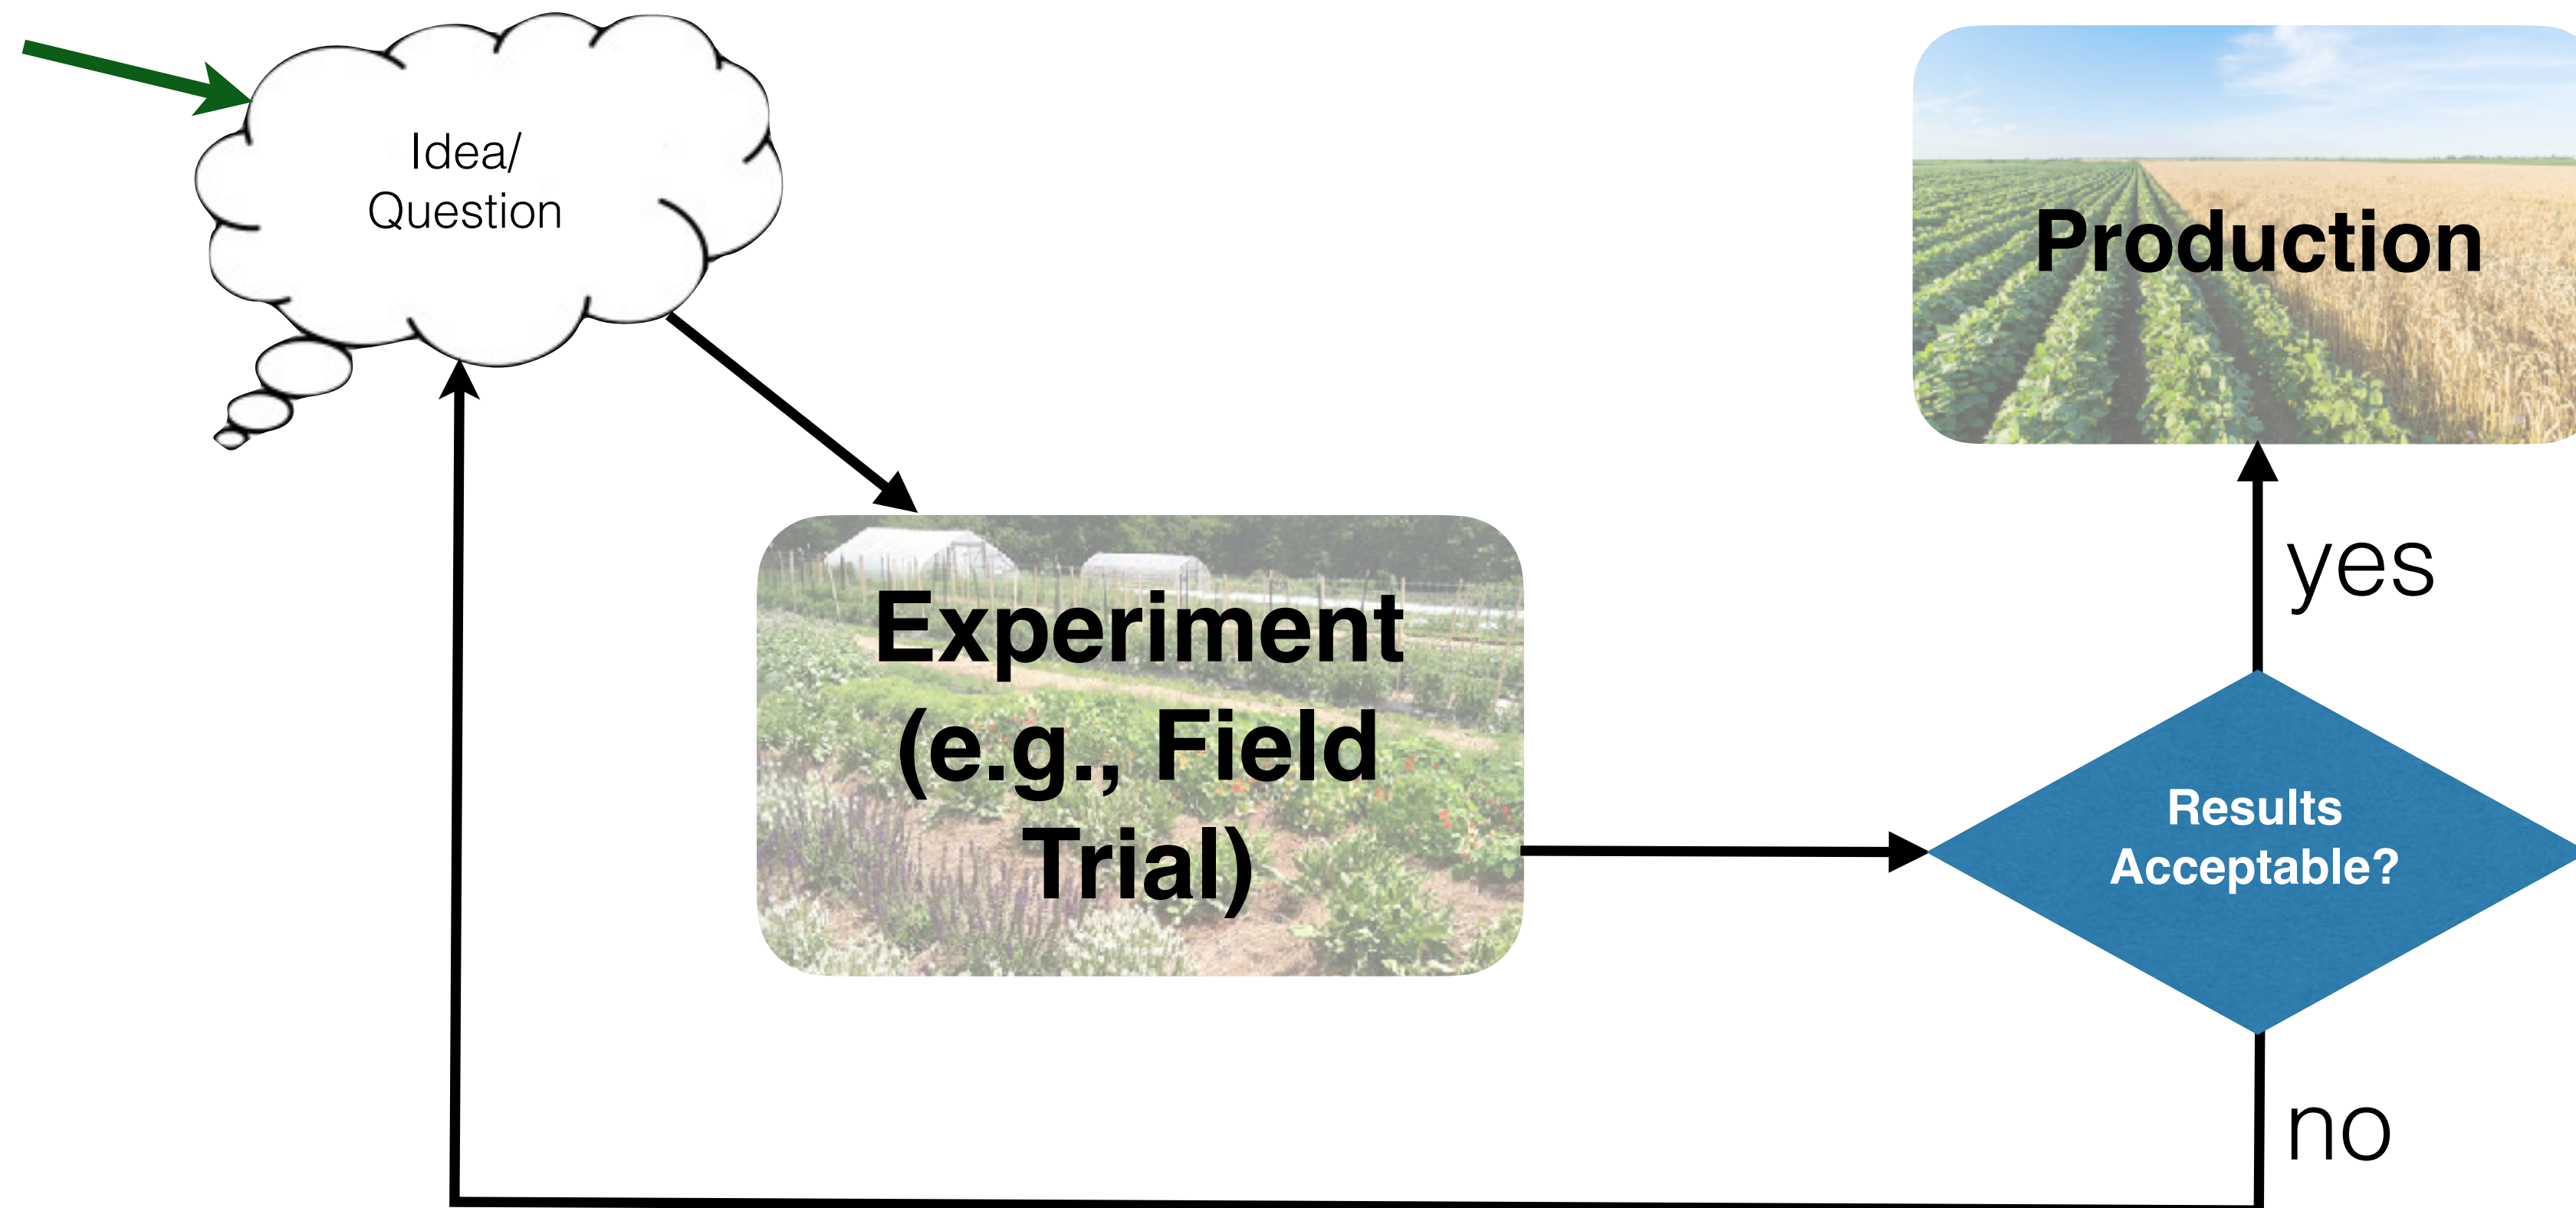 Idea/
Question
Production
yes
Experiment
(e.g., Field
Trial)
Results
Acceptable?
no